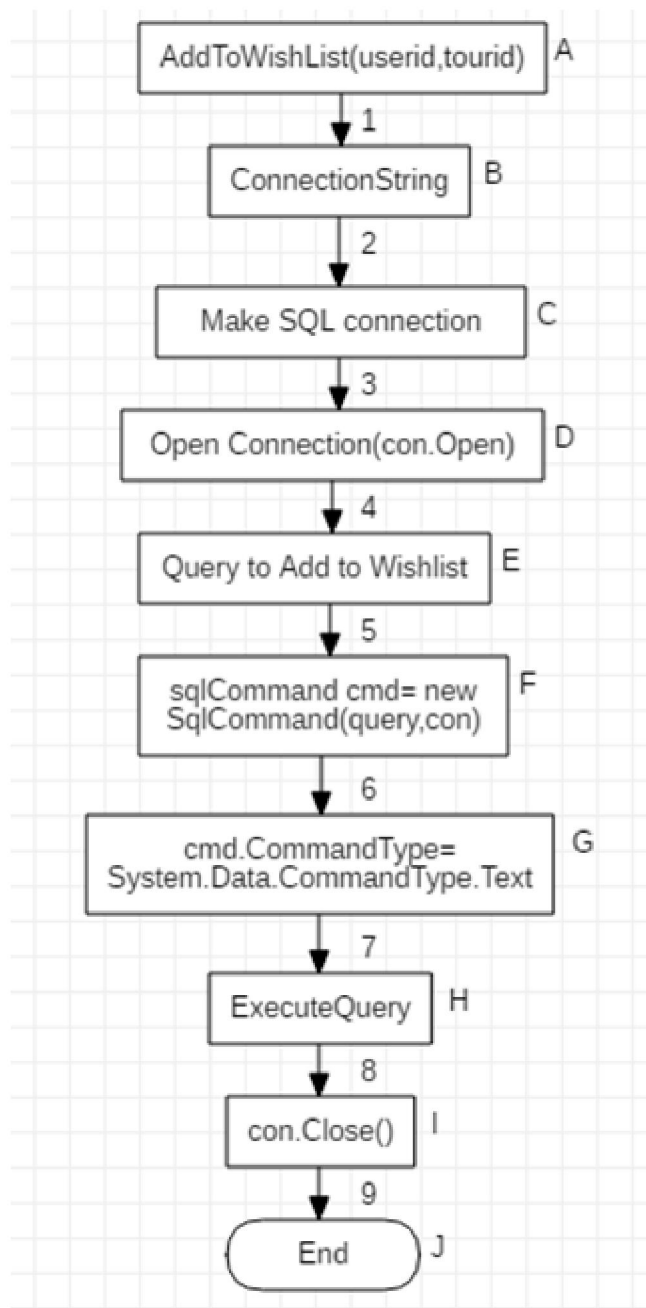 AddToWishList(userid,tourid) A
1
ConnectionString B
2
Make SQL connection C
3
Open Connection(con.Open) D
4
Query to Add to Wishlist E
5
sqlCommand cmd= new F
SqlCommand(query,con)
6
cmd.CommandType= G
System.Data.CommandType.Text
7
ExecuteQuery H
8
con.Close() I
9
End J